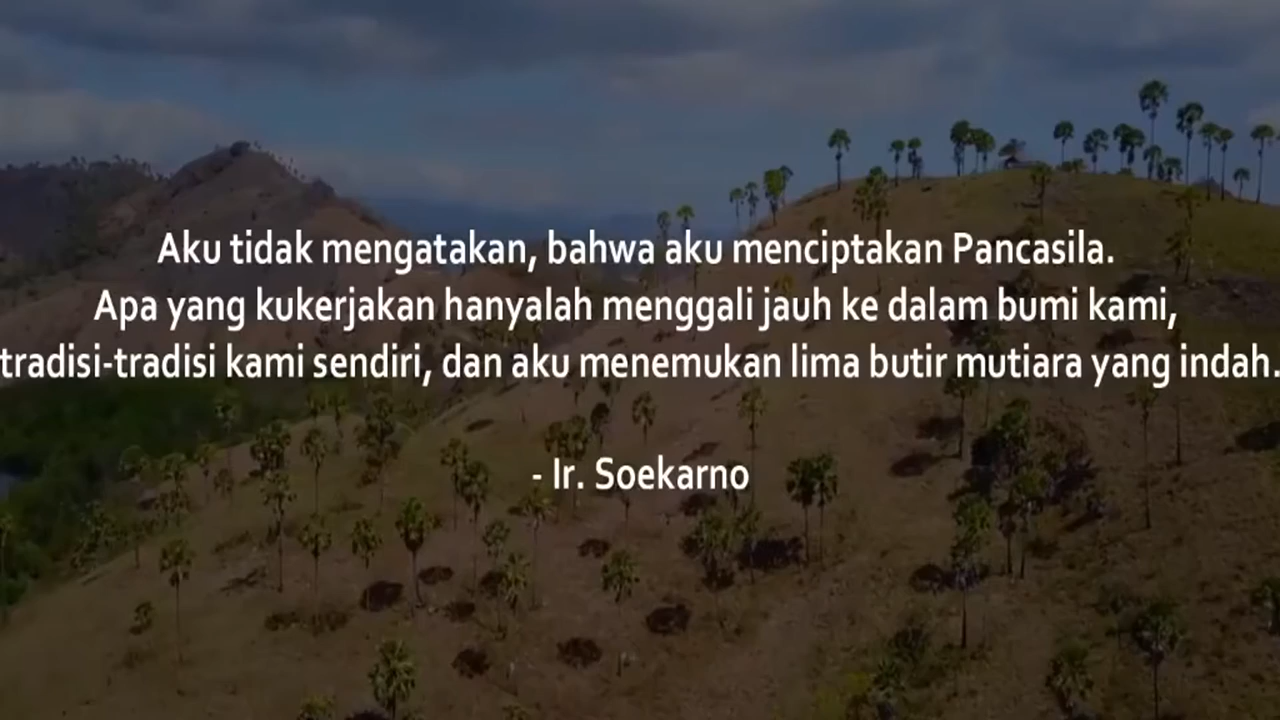 Aku tidak mengatakan, bahwa aku menciptakan Pancasila.
Apa yang kukerjakan hanyalah menggali jauh ke dalam bumi kami,
tradisi-tradisi kami sendiri, dan aku menemukan lima butir mutiara yang indah.
- Ir. Soekarno